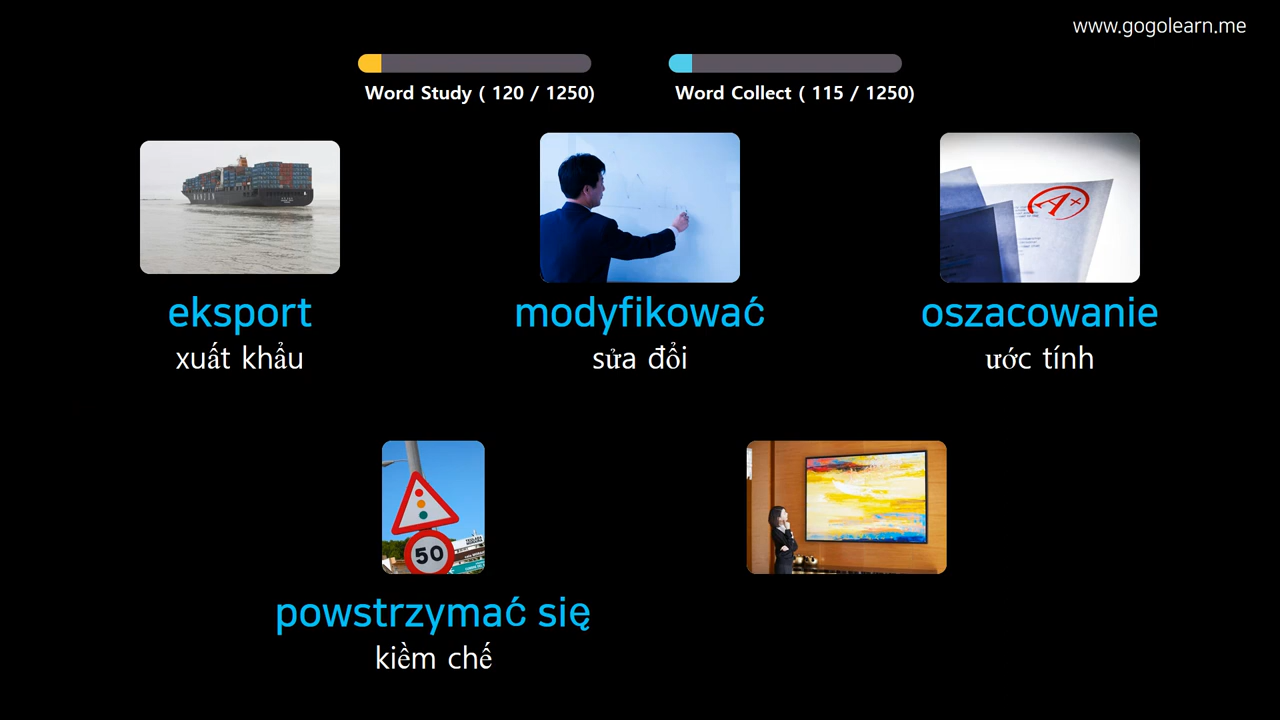 www.gogolearn.me
Word Study ( 120 / 1250)
Word Collect ( 115 / 1250)
A+
eksport
xuất khẩu
modyfikować
sửa đổi
oszacowanie
ước tính
50
powstrzymać się
kiềm chế